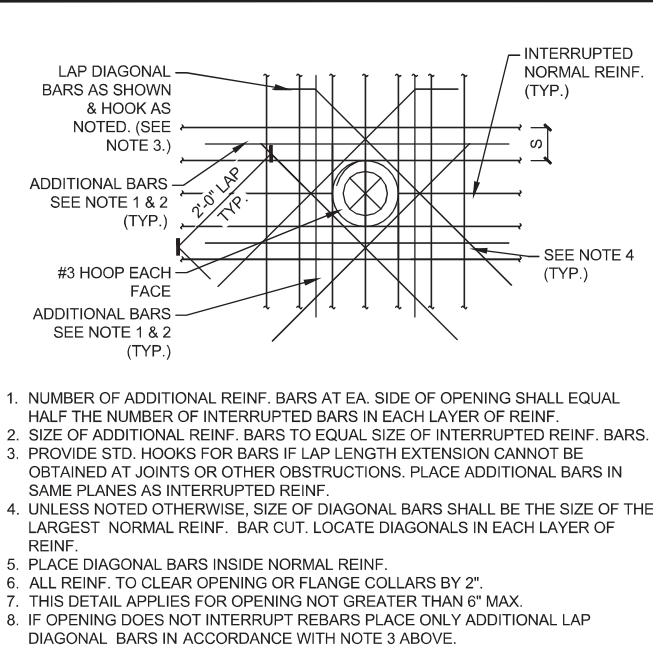 LAP DIAGONAL
BARS AS SHOWN
& HOOK AS
NOTED. (SEE
NOTE 3.)
INTERRUPTED
NORMAL REINF.
(TYP.)
S
ADDITIONAL BARS
SEE NOTE 1 & 2
(TYP.)
2'-0" LAP
TYP.
#3 HOOP EACH
FACE
SEE NOTE 4
(TYP.)
ADDITIONAL BARS
SEE NOTE 1 & 2
(TYP.)
1. NUMBER OF ADDITIONAL REINF. BARS AT EA. SIDE OF OPENING SHALL EQUAL
HALF THE NUMBER OF INTERRUPTED BARS IN EACH LAYER OF REINF.
2. SIZE OF ADDITIONAL REINF. BARS TO EQUAL SIZE OF INTERRUPTED REINF. BARS.
3. PROVIDE STD. HOOKS FOR BARS IF LAP LENGTH EXTENSION CANNOT BE
OBTAINED AT JOINTS OR OTHER OBSTRUCTIONS. PLACE ADDITIONAL BARS IN
SAME PLANES AS INTERRUPTED REINF.
4. UNLESS NOTED OTHERWISE, SIZE OF DIAGONAL BARS SHALL BE THE SIZE OF THE
LARGEST NORMAL REINF. BAR CUT. LOCATE DIAGONALS IN EACH LAYER OF
REINF.
5. PLACE DIAGONAL BARS INSIDE NORMAL REINF.
6. ALL REINF. TO CLEAR OPENING OR FLANGE COLLARS BY 2".
7. THIS DETAIL APPLIES FOR OPENING NOT GREATER THAN 6" MAX.
8. IF OPENING DOES NOT INTERRUPT REBARS PLACE ONLY ADDITIONAL LAP
DIAGONAL BARS IN ACCORDANCE WITH NOTE 3 ABOVE.